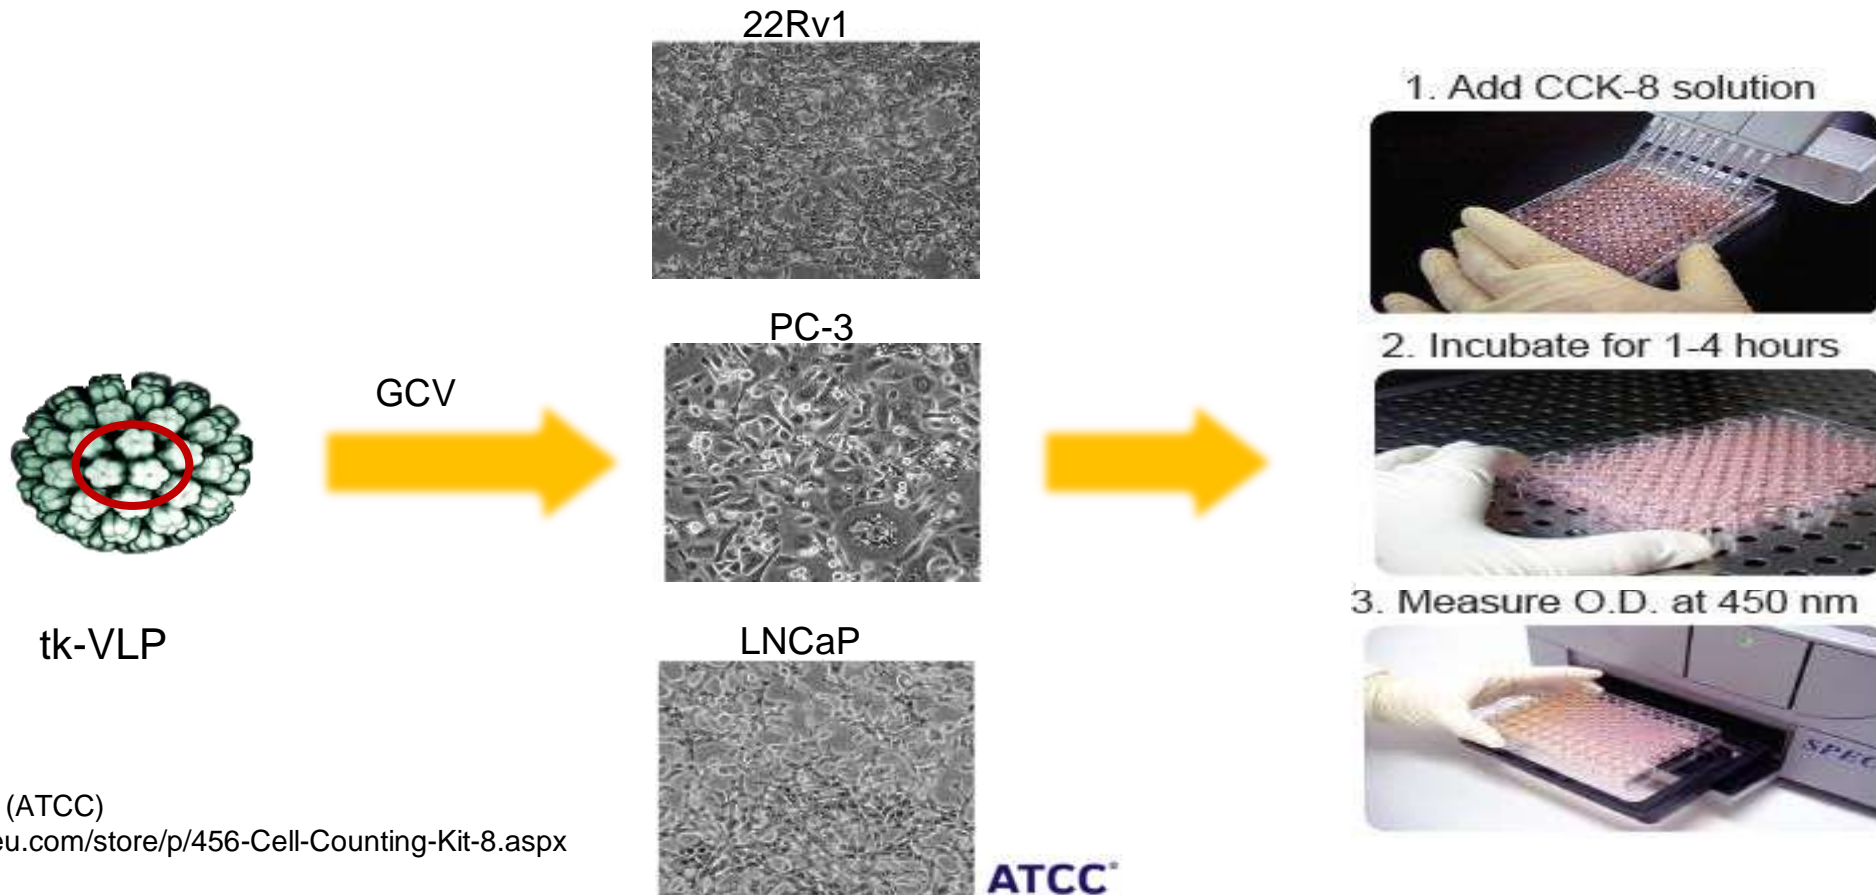 22Rv1
1. Add CCK-8 solution
PC-3
2. Incubate for 1-4 hours
GCV
3. Measure O.D. at 450 nm
tk-VLP
LNCaP
SPEC
(ATCC)
eu.com/store/p/456-Cell-Counting-Kit-8.aspx
ATCC®